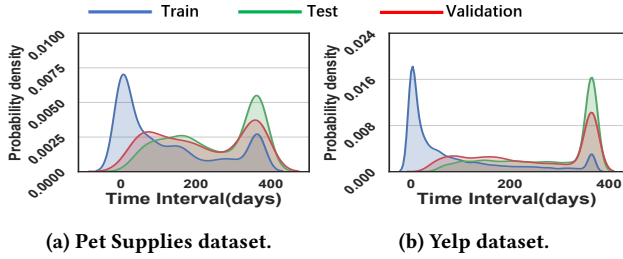 Train Test Validation
Probability density
0.0100
0.0075
0.0050
0.0025
0.0000
0 200 400
Time Interval(days)
(a) Pet Supplies dataset.
Probability density
0.024
0.016
0.008
0.000
0 200 400
Time Interval(days)
(b) Yelp dataset.